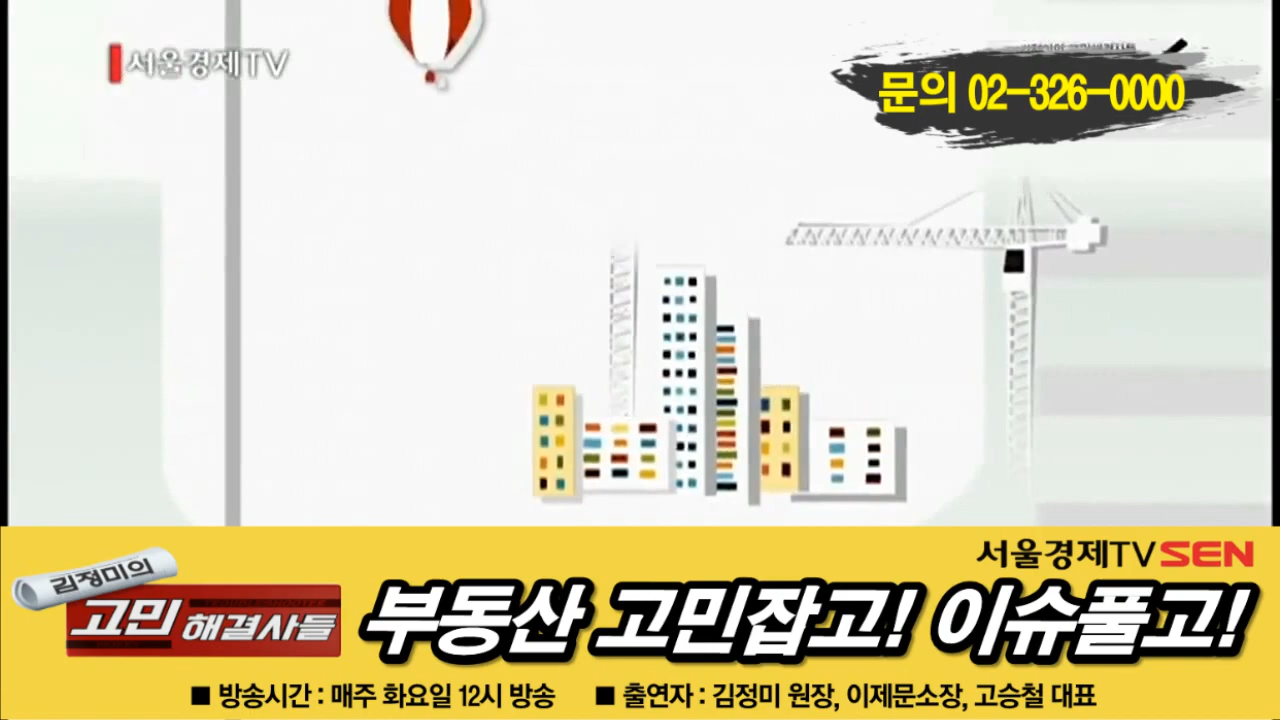 서울경제TV
문의 02-326-0000
서울경제TV SEN
김정미의
고민 해결사들
부동산 고민잡고! 이슈풀고!
■ 방송시간 : 매주 화요일 12시 방송 ■ 출연자 : 김정미 원장, 이제문소장, 고승철 대표